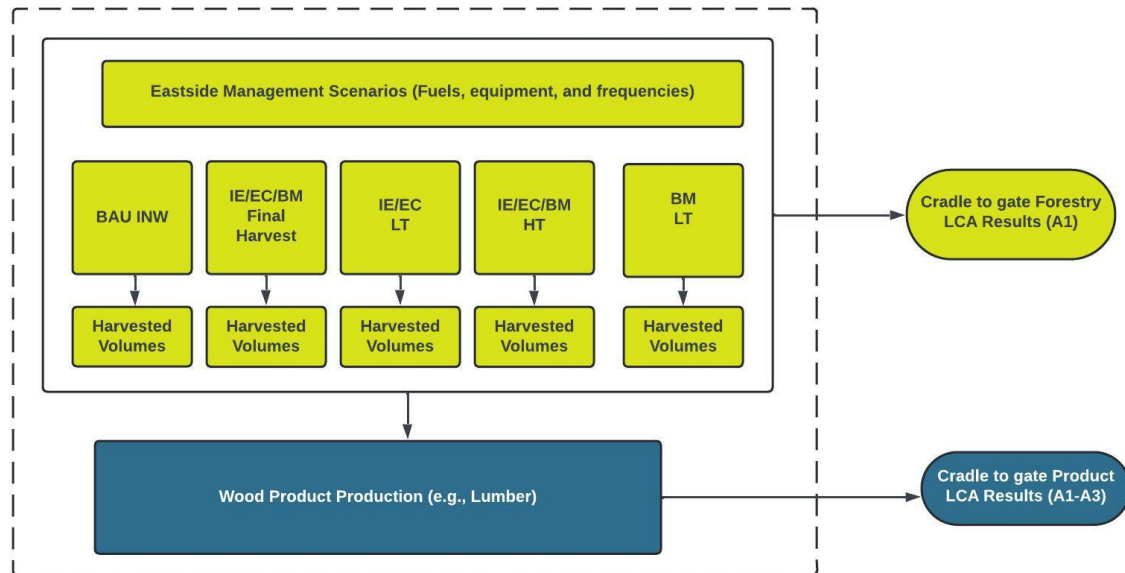 Eastside Management Scenarios (Fuels, equipment, and frequencies)
BAU INW
IE/EC/BM
Final
Harvest
IE/EC
LT
IE/EC/BM
HT
BM
LT
Harvested
Volumes
Harvested
Volumes
Harvested
Volumes
Harvested
Volumes
Harvested
Volumes
Cradle to gate Forestry
LCA Results (A1)
Wood Product Production (e.g., Lumber)
Cradle to gate Product
LCA Results (A1-A3)